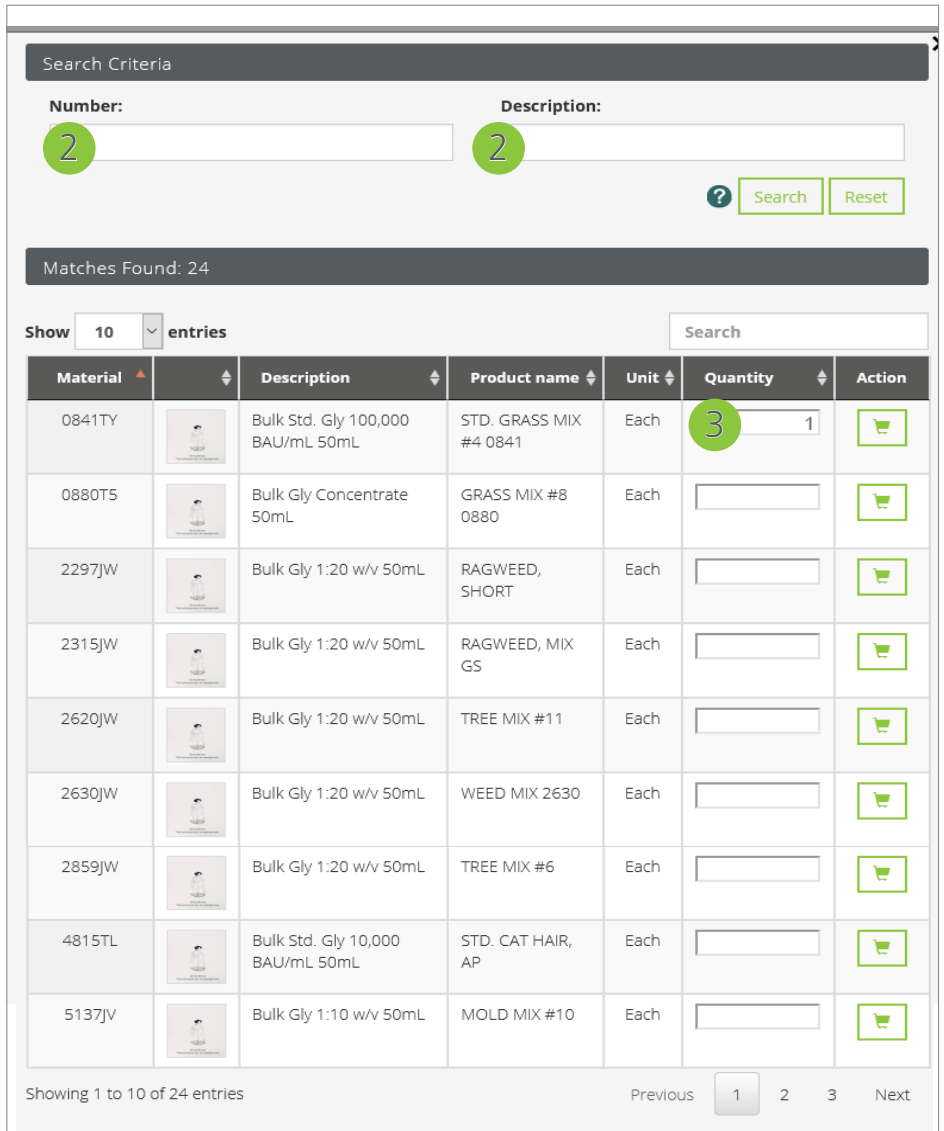 Search Criteria
Number: Description:
2 2
? Search Reset
Matches Found: 24
Show 10 entries Search
Material Description Product name Unit Quantity Action
0841TY Bulk Std. Gly 100,000 STD. GRASS MIX Each 3 1
BAU/mL 50mL #4 0841
0880T5 Bulk Gly Concentrate GRASS MIX #8 Each
50mL 0880
2297JW Bulk Gly 1:20 w/v 50mL RAGWEED, Each
SHORT
2315JW Bulk Gly 1:20 w/v 50mL RAGWEED, MIX Each
GS
2620JW Bulk Gly 1:20 w/v 50mL TREE MIX #11 Each
2630JW Bulk Gly 1:20 w/v 50mL WEED MIX 2630 Each
2859JW Bulk Gly 1:20 w/v 50mL TREE MIX #6 Each
4815TL Bulk Std. Gly 10,000 STD. CAT HAIR, Each
BAU/mL 50mL AP
5137JV Bulk Gly 1:10 w/v 50mL MOLD MIX #10 Each
Showing 1 to 10 of 24 entries Previous 1 2 3 Next